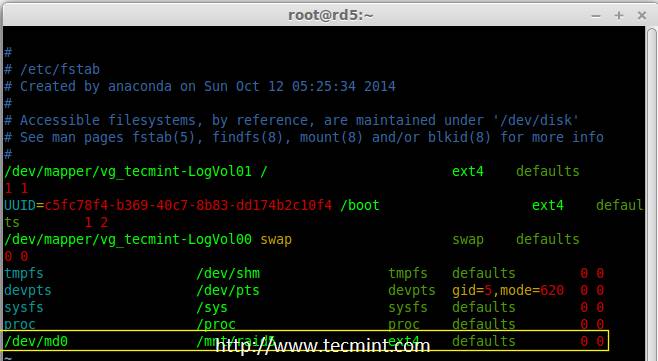 root@rd5:~
#
# /etc/fstab
# Created by anaconda on Sun Oct 12 05:25:34 2014
#
# Accessible filesystems, by reference, are maintained under '/dev/disk'
# See man pages fstab(5), findfs(8), mount(8) and/or blkid(8) for more info
#
/dev/mapper/vg_tecmint-LogVol01 / ext4 defaults
1 1
UUID=c5fc78f4-b369-40c7-8b83-dd174b2c10f4 /boot ext4 defaul
ts 1 2
/dev/mapper/vg_tecmint-LogVol00 swap swap defaults
0 0
tmpfs /dev/shm tmpfs defaults 0 0
devpts /dev/pts devpts gid=5,mode=620 0 0
sysfs /sys sysfs defaults 0 0
proc /proc proc defaults 0 0
/dev/md0 /mnt/raid5 ext4 defaults 0 0
http://www.tecmint.com
~